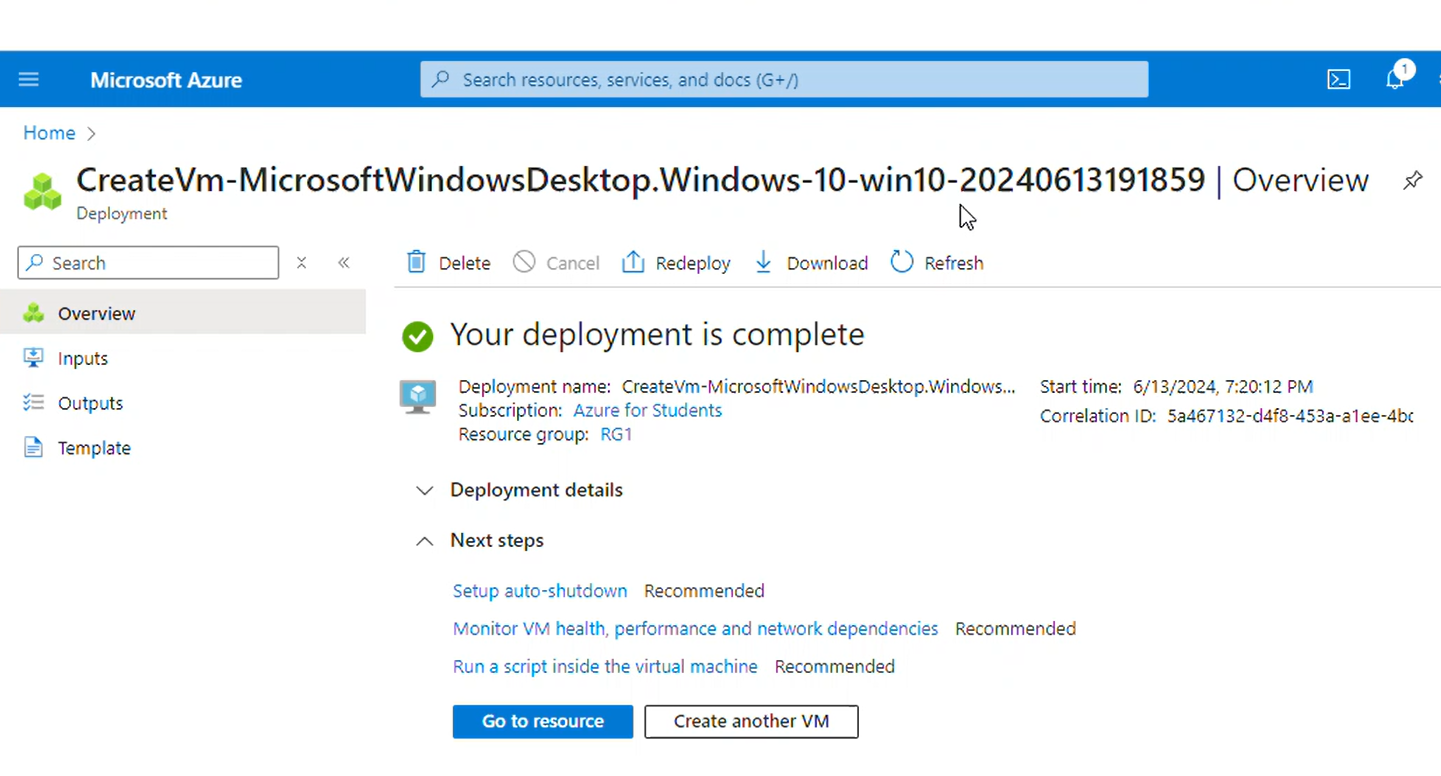 Microsoft Azure
Search resources, services, and docs (G+/)
1
Home
CreateVm-MicrosoftWindowsDesktop.Windows-10-win10-20240613191859 | Overview
Deployment
Search
Delete Cancel Redeploy Download Refresh
Overview
Inputs
Outputs
Template
Your deployment is complete
Deployment name: CreateVm-MicrosoftWindowsDesktop.Windows...
Subscription: Azure for Students
Resource group: RG1
Start time: 6/13/2024, 7:20:12 PM
Correlation ID: 5a467132-d4f8-453a-a1ee-4bc
Deployment details
Next steps
Setup auto-shutdown Recommended
Monitor VM health, performance and network dependencies Recommended
Run a script inside the virtual machine Recommended
Go to resource Create another VM